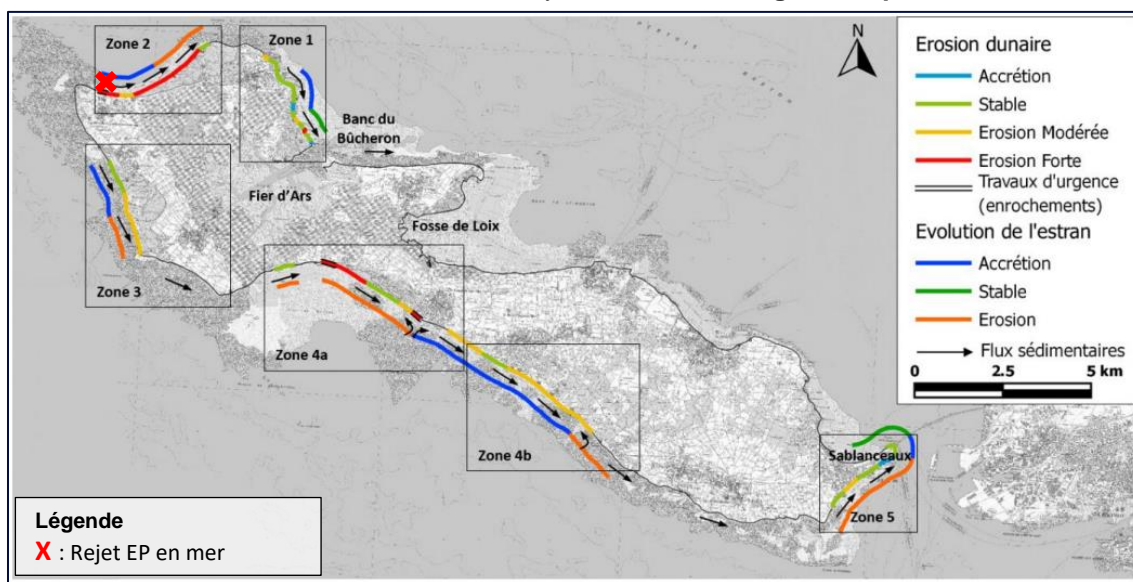 Zone 2
Zone 1
N
Banc du
Bûcheron
Fier d'Ars
Fosse de Loix
Zone 3
Zone 4a
Zone 4b
Sablanceaux
Zone 5
Erosion dunaire
Accrétion
Stable
Erosion Modérée
Erosion Forte
Travaux d'urgence
(enrochements)
Evolution de l'estran
Accrétion
Stable
Erosion
Flux sédimentaires
0 2.5 5 km
Légende
X : Rejet EP en mer